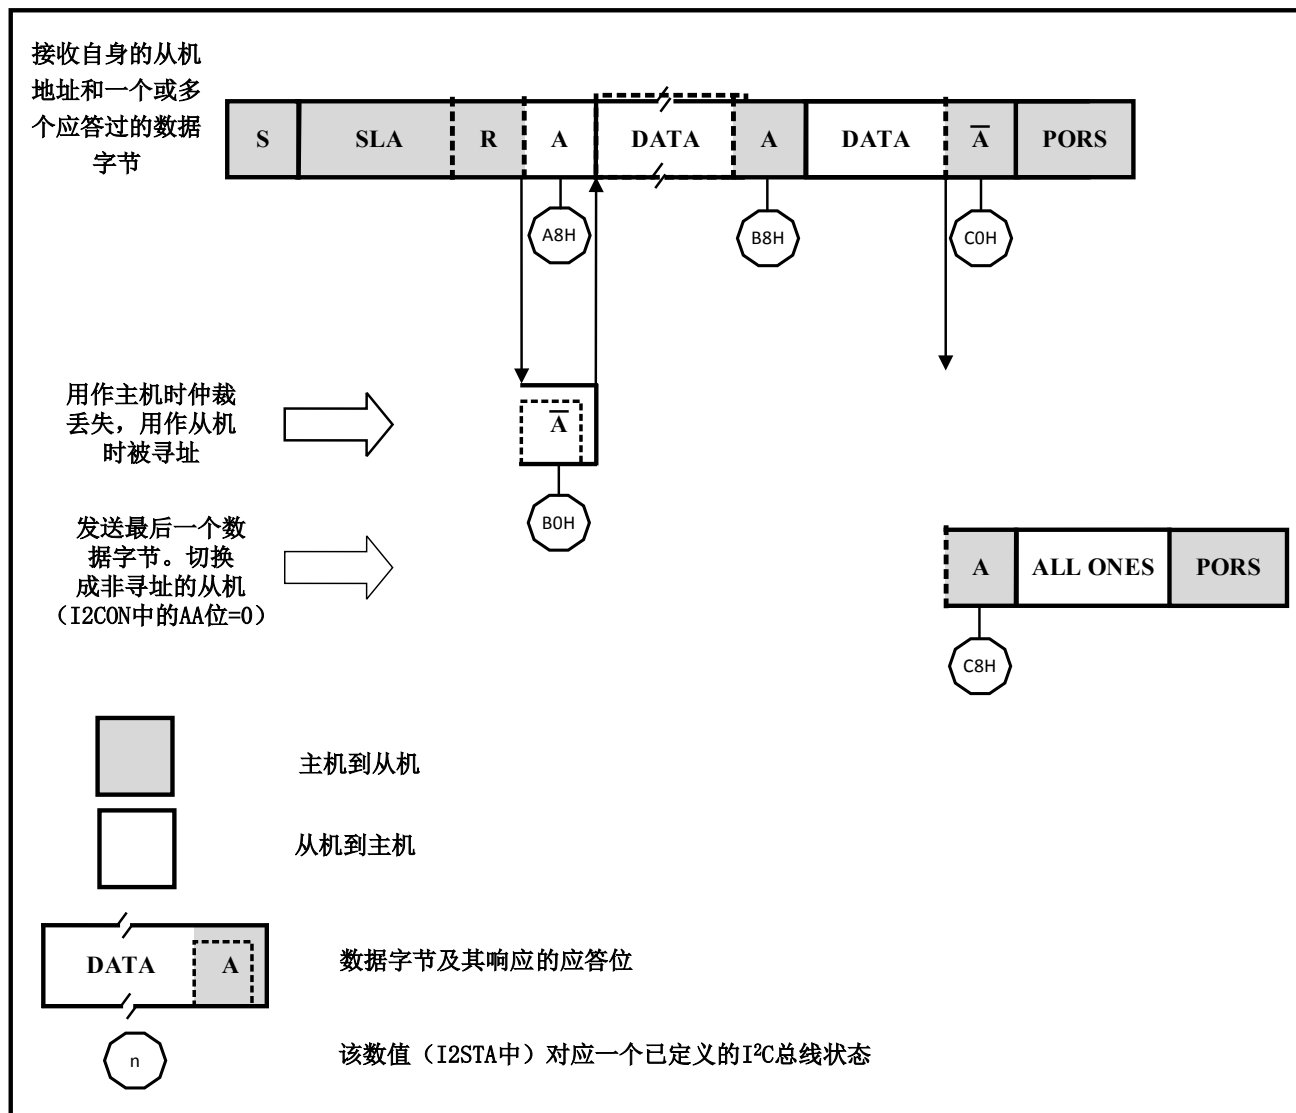 接收自身的从机
地址和一个或多
个应答过的数据
字节
S SLA R A DATA A DATA A̅ PORS
A8H B8H C0H
用作主机时仲裁
丢失，用作从机
时被寻址
A̅
B0H
发送最后一个数
据字节。切换
成非寻址的从机
（I2CON中的AA位=0）
A ALL ONES PORS
C8H
主机到从机
从机到主机
DATA A
数据字节及其响应的应答位
n
该数值（I2STA中）对应一个已定义的I²C总线状态